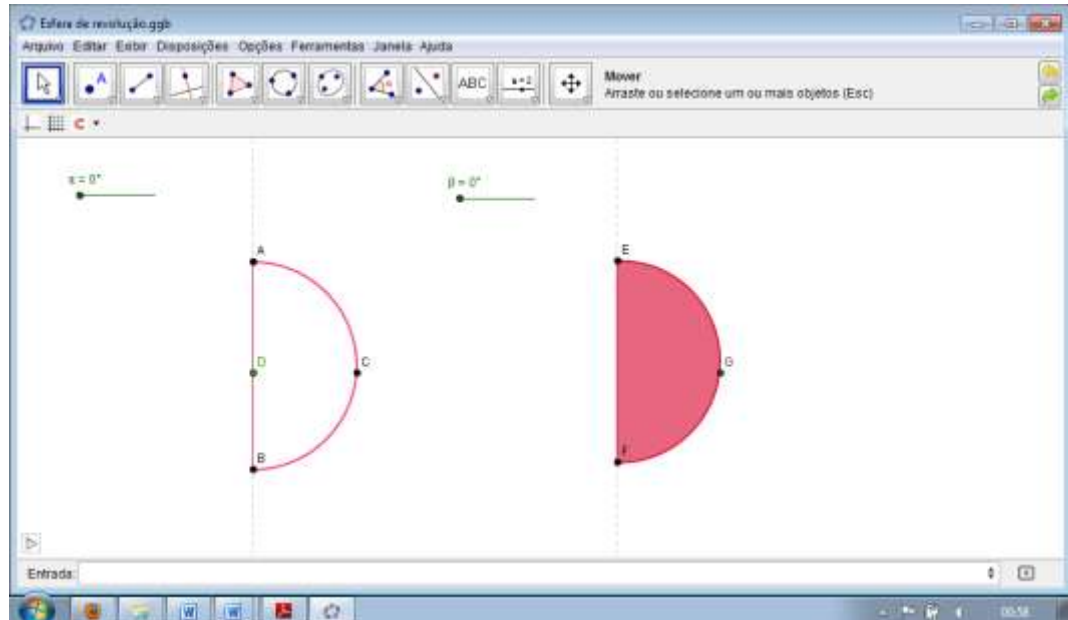 Esfera de revolução.ggb
Arquivo Editar Exibir Disposições Opções Ferramentas Janela Ajuda
ABC
a=2
Mover
Arraste ou selecione um ou mais objetos (Esc)
α = 0°
β = 0°
A
E
D
C
G
B
F
Entrada:
00:58